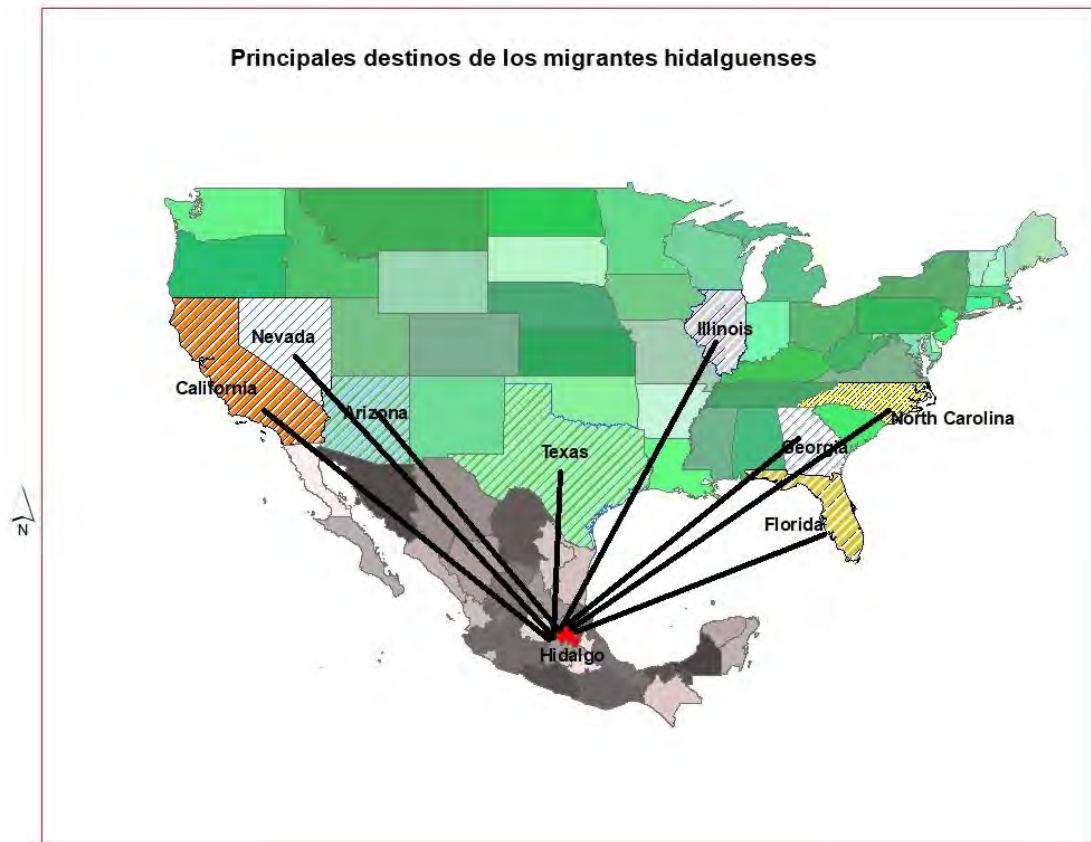 Principales destinos de los migrantes hidalguenses
Nevada
Illinois
California
Arizona
North Carolina
Georgia
Texas
Florida
N
Hidalgo